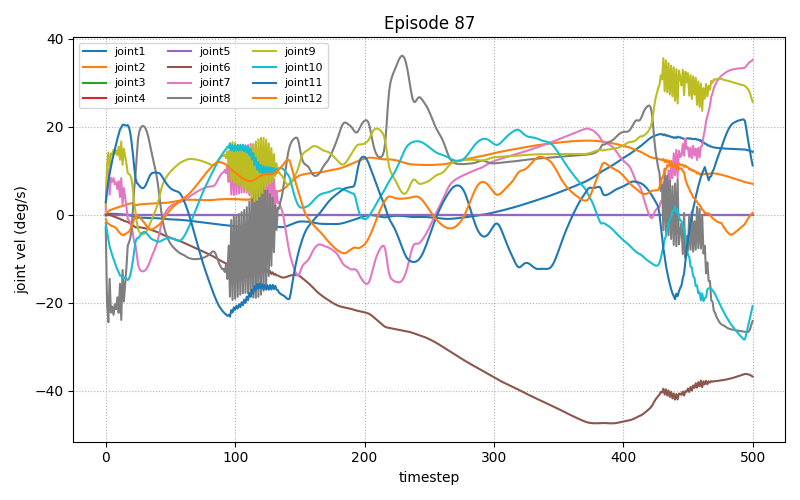 Episode 87
joint vel (deg/s)
40
20
0
−20
−40
joint1 joint5 joint9
joint2 joint6 joint10
joint3 joint7 joint11
joint4 joint8 joint12
0 100 200 300 400 500
timestep